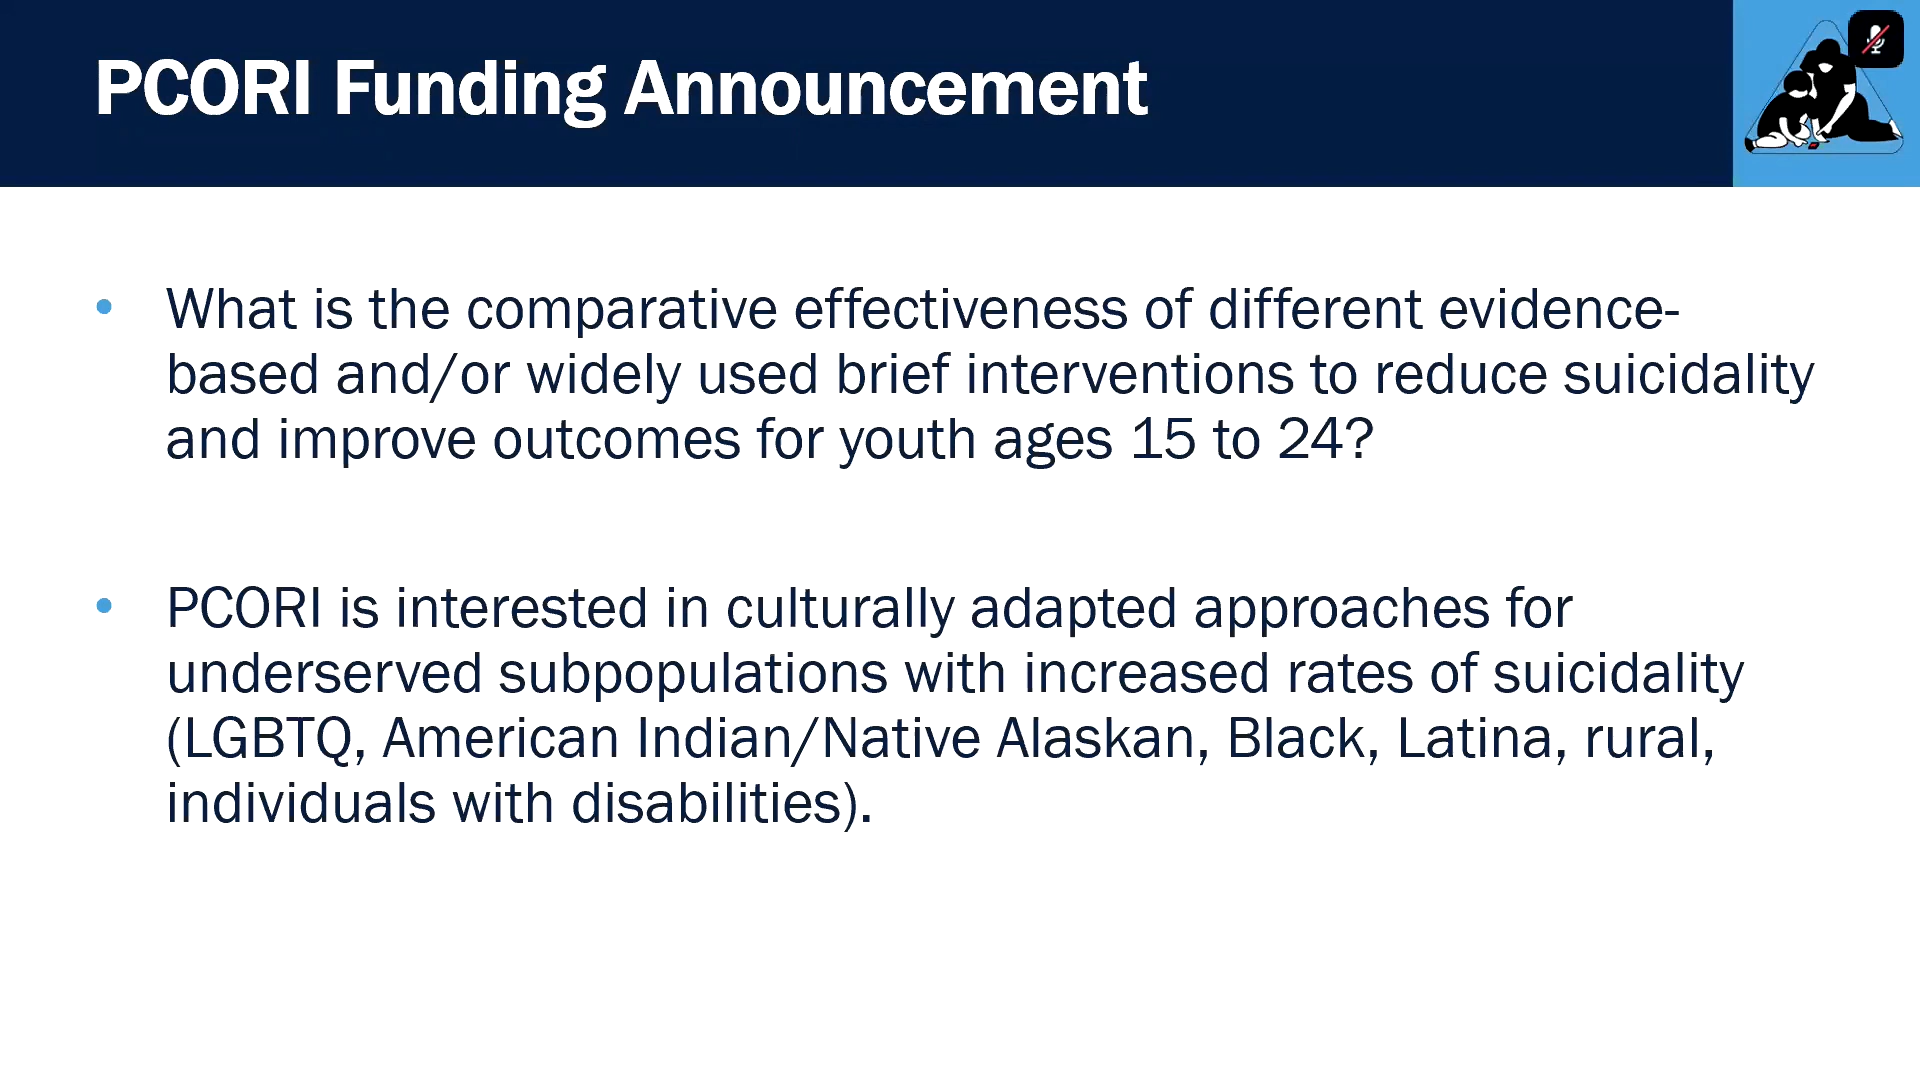 PCORI Funding Announcement
• What is the comparative effectiveness of different evidence-
based and/or widely used brief interventions to reduce suicidality
and improve outcomes for youth ages 15 to 24?
• PCORI is interested in culturally adapted approaches for
underserved subpopulations with increased rates of suicidality
(LGBTQ, American Indian/Native Alaskan, Black, Latina, rural,
individuals with disabilities).